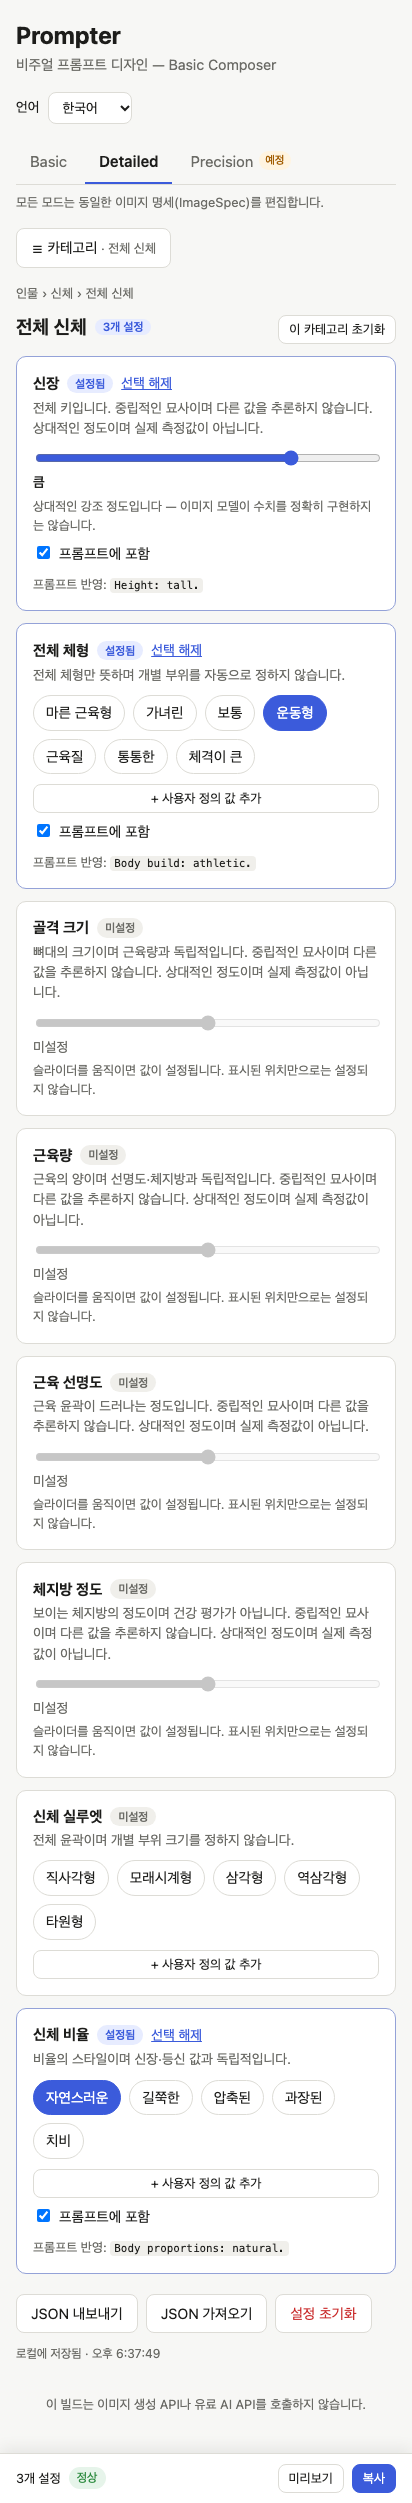 Prompter
비주얼 프롬프트 디자인 — Basic Composer
언어 한국어
Basic Detailed Precision 예정
모든 모드는 동일한 이미지 명세(ImageSpec)를 편집합니다.
≡ 카테고리 · 전체 신체
인물 › 신체 › 전체 신체
전체 신체 3개 설정 이 카테고리 초기화
신장 설정됨 선택 해제
전체 키입니다. 중립적인 묘사이며 다른 값을 추론하지 않습니다.
상대적인 정도이며 실제 측정값이 아닙니다.
큼
상대적인 강조 정도입니다 — 이미지 모델이 수치를 정확히 구현하지
는 않습니다.
프롬프트에 포함
프롬프트 반영: Height: tall.
전체 체형 설정됨 선택 해제
전체 체형만 뜻하며 개별 부위를 자동으로 정하지 않습니다.
마른 근육형 가녀린 보통 운동형
근육질 통통한 체격이 큰
+ 사용자 정의 값 추가
프롬프트에 포함
프롬프트 반영: Body build: athletic.
골격 크기 미설정
뼈대의 크기이며 근육량과 독립적입니다. 중립적인 묘사이며 다른
값을 추론하지 않습니다. 상대적인 정도이며 실제 측정값이 아닙
니다.
미설정
슬라이더를 움직이면 값이 설정됩니다. 표시된 위치만으로는 설정되
지 않습니다.
근육량 미설정
근육의 양이며 선명도·체지방과 독립적입니다. 중립적인 묘사이며
다른 값을 추론하지 않습니다. 상대적인 정도이며 실제 측정값이
아닙니다.
미설정
슬라이더를 움직이면 값이 설정됩니다. 표시된 위치만으로는 설정되
지 않습니다.
근육 선명도 미설정
근육 윤곽이 드러나는 정도입니다. 중립적인 묘사이며 다른 값을
추론하지 않습니다. 상대적인 정도이며 실제 측정값이 아닙니다.
미설정
슬라이더를 움직이면 값이 설정됩니다. 표시된 위치만으로는 설정되
지 않습니다.
체지방 정도 미설정
보이는 체지방의 정도이며 건강 평가가 아닙니다. 중립적인 묘사
이며 다른 값을 추론하지 않습니다. 상대적인 정도이며 실제 측정
값이 아닙니다.
미설정
슬라이더를 움직이면 값이 설정됩니다. 표시된 위치만으로는 설정되
지 않습니다.
신체 실루엣 미설정
전체 윤곽이며 개별 부위 크기를 정하지 않습니다.
직사각형 모래시계형 삼각형 역삼각형
타원형
+ 사용자 정의 값 추가
신체 비율 설정됨 선택 해제
비율의 스타일이며 신장·등신 값과 독립적입니다.
자연스러운 길쭉한 압축된 과장된
치비
+ 사용자 정의 값 추가
프롬프트에 포함
프롬프트 반영: Body proportions: natural.
JSON 내보내기 JSON 가져오기 설정 초기화
로컬에 저장됨 · 오후 6:37:49
이 빌드는 이미지 생성 API나 유료 AI API를 호출하지 않습니다.
3개 설정 정상 미리보기 복사